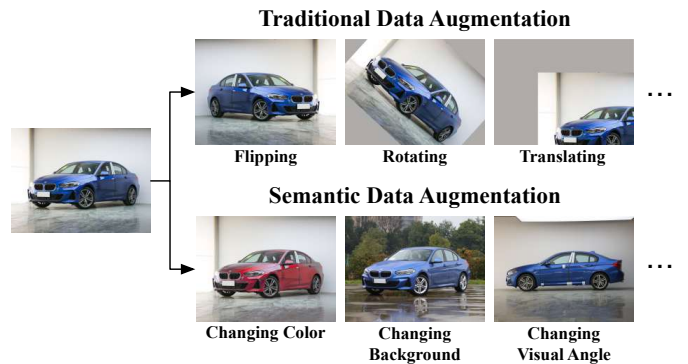 Traditional Data Augmentation
Flipping
Rotating
Translating
...
Semantic Data Augmentation
Changing Color
Changing
Background
Changing
Visual Angle
...